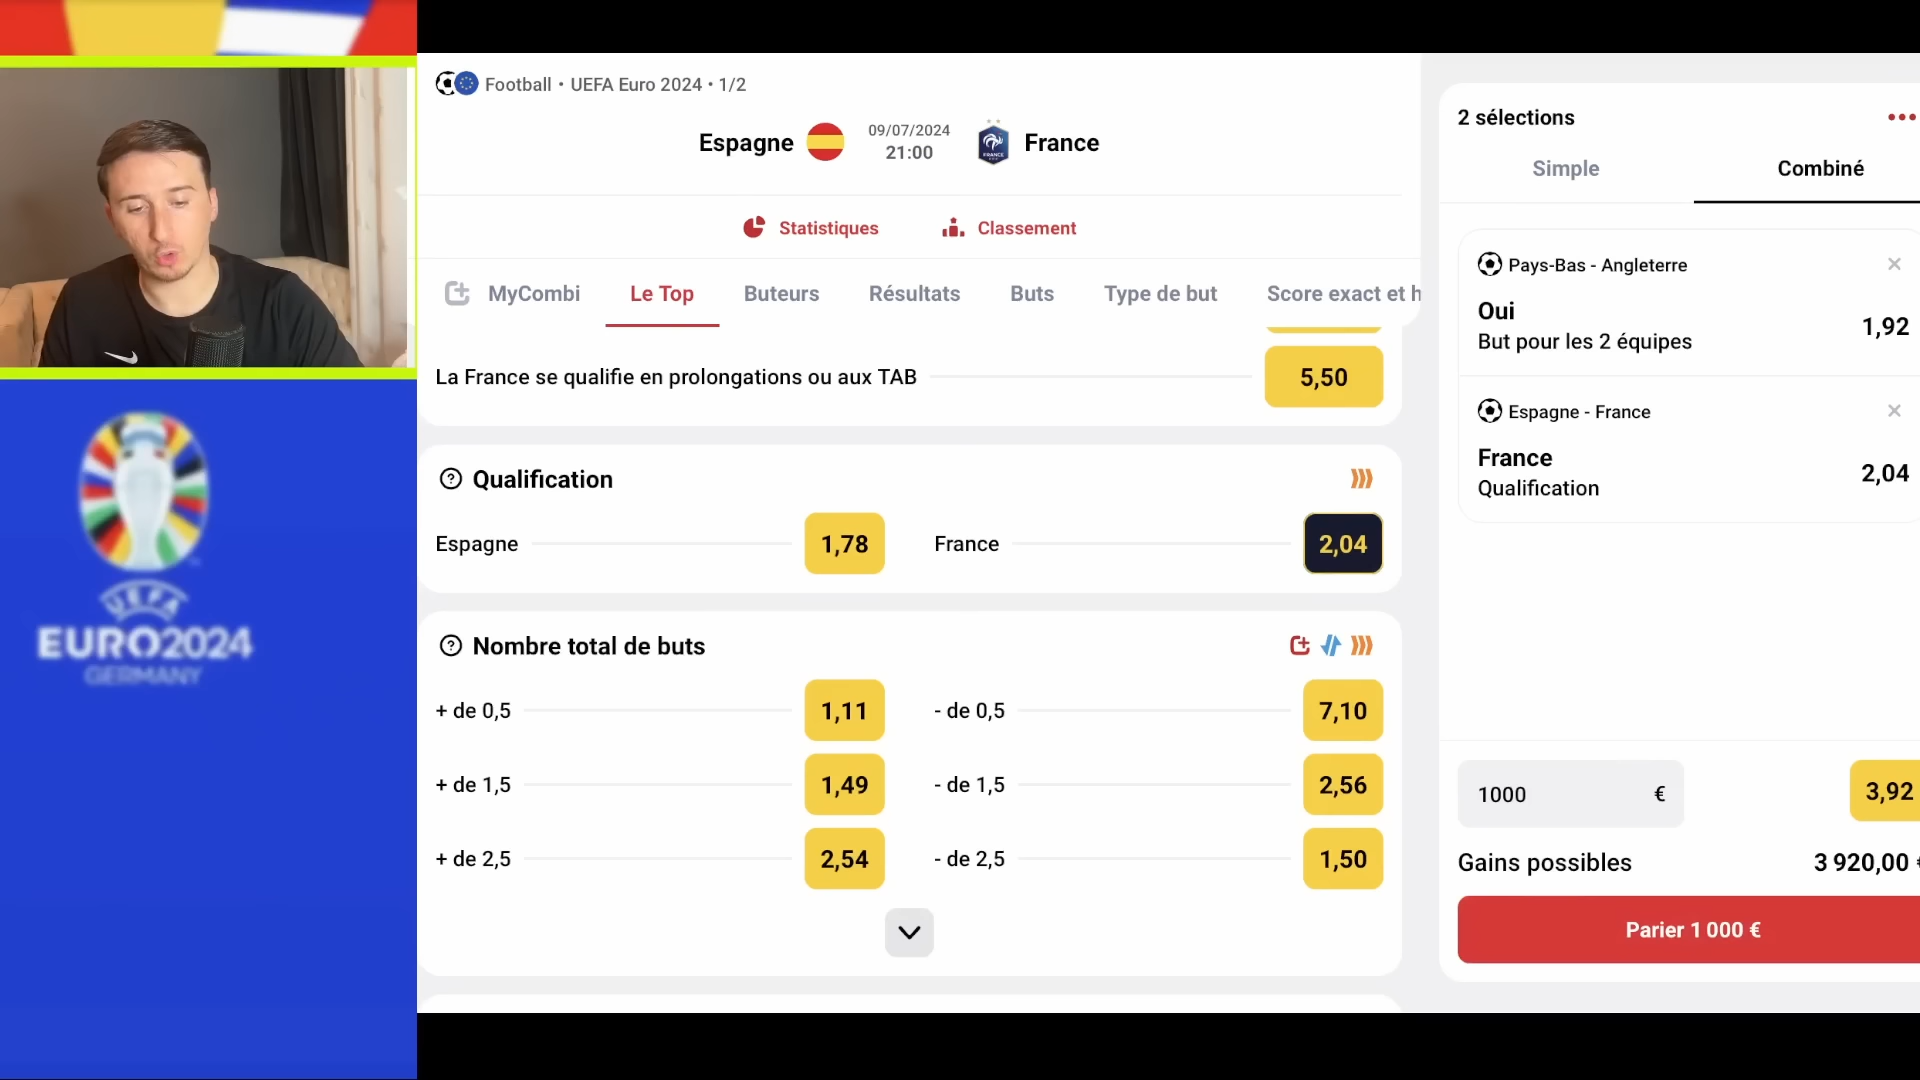 Football • UEFA Euro 2024 • 1/2
Espagne
09/07/2024
21:00
FRANCE
France
Statistiques
Classement
MyCombi
Le Top
Buteurs
Résultats
Buts
Type de but
Score exact et
La France se qualifie en prolongations ou aux TAB
5,50
Qualification
Espagne
1,78
France
2,04
Nombre total de buts
+ de 0,5
1,11
- de 0,5
7,10
+ de 1,5
1,49
- de 1,5
2,56
+ de 2,5
2,54
- de 2,5
1,50
2 sélections
Simple
Combiné
Pays-Bas - Angleterre
Oui
But pour les 2 équipes
1,92
Espagne - France
France
Qualification
2,04
1000
€
3,92
Gains possibles
3 920,00
Parier 1 000 €
UEFA
EURO2024
GERMANY